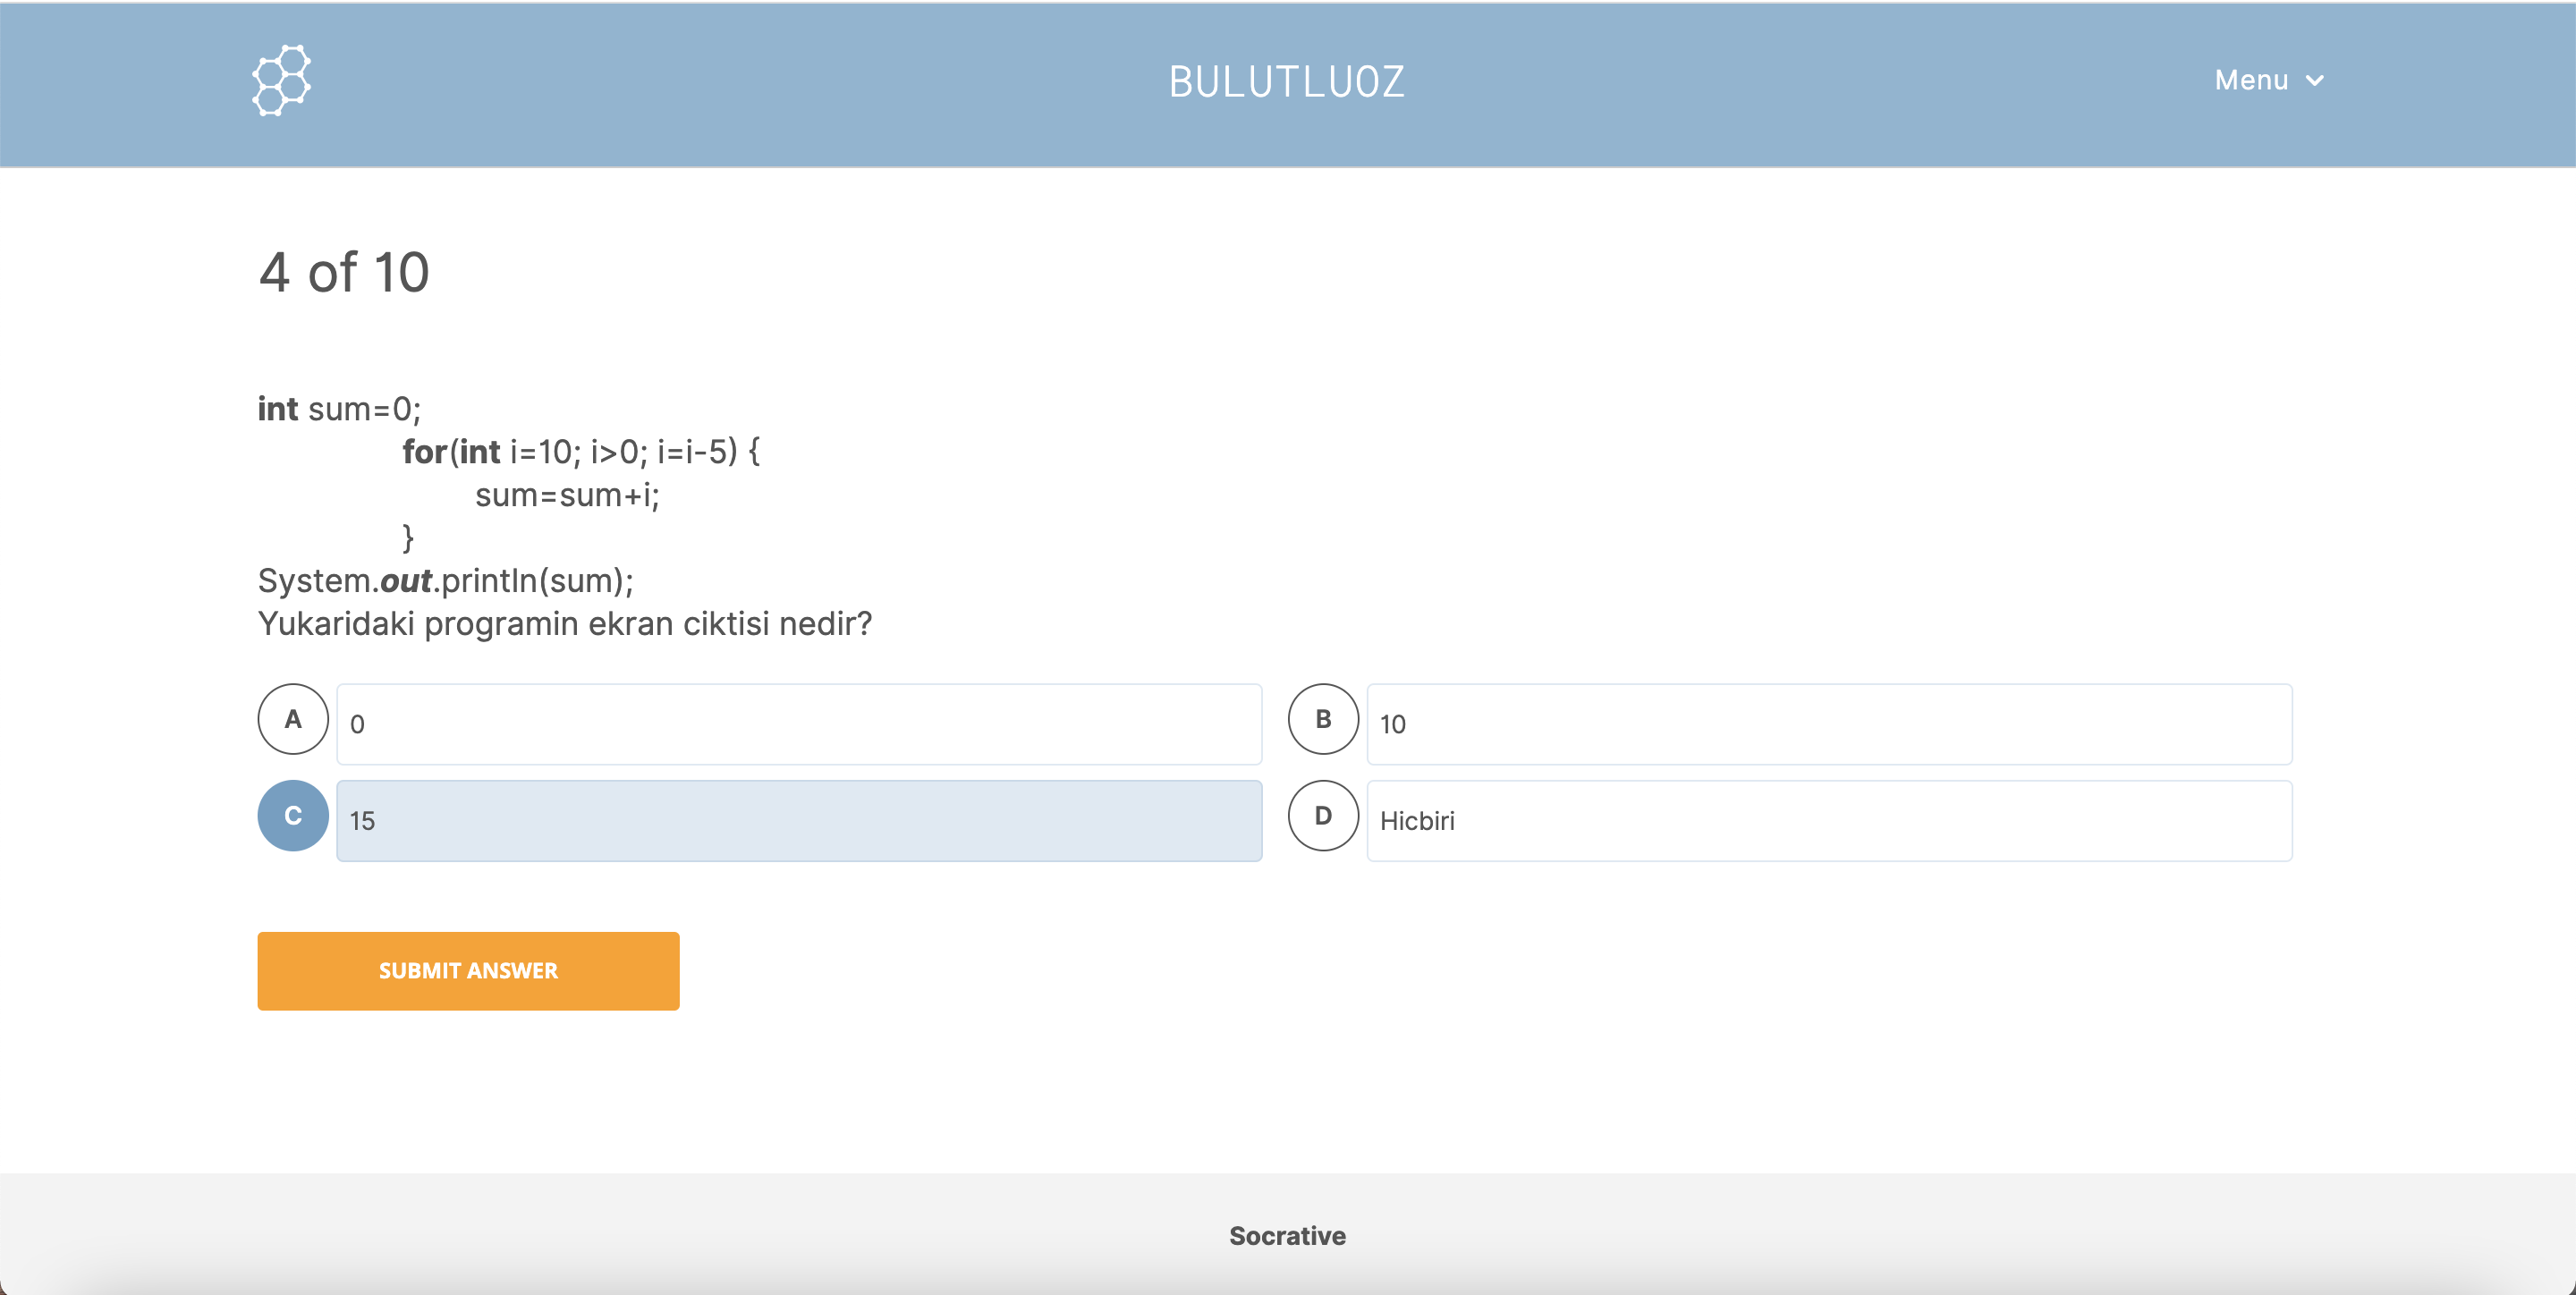 BULUTLUOZ
Menu
4 of 10
int sum=0;
for(int i=10; i>0; i=i-5) {
sum=sum+i;
}
System.out.println(sum);
Yukaridaki programin ekran ciktisi nedir?
A 0
B 10
C 15
D Hicbiri
SUBMIT ANSWER
Socrative